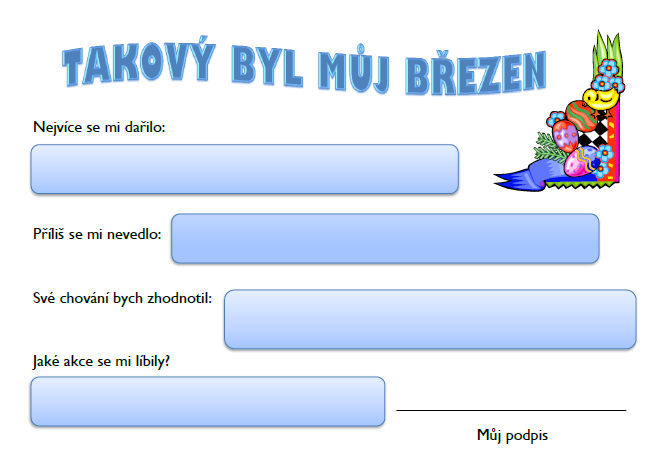 TAKOVÝ BYL MŮJ BŘEZEN
Nejvíce se mi dařilo:
Příliš se mi nevedlo:
Své chování bych zhodnotil:
Jaké akce se mi líbily?
Můj podpis